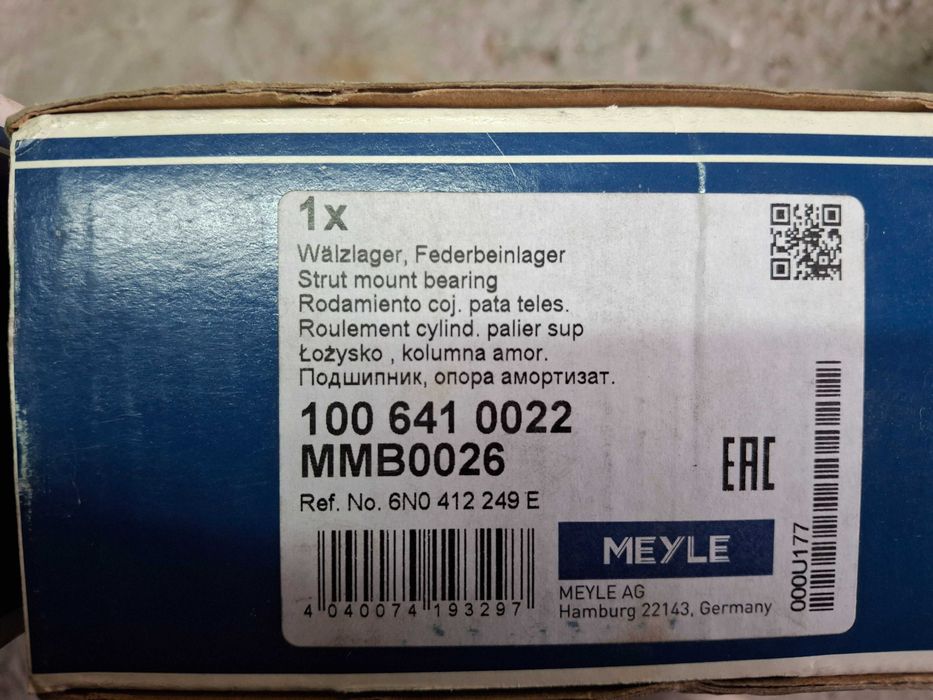 1x
Wälzlager, Federbeinlager
Strut mount bearing
Rodamiento coj. pata teles.
Roulement cylind. palier sup
Łożysko , kolumna amor.
Подшипник, опора амортизат.
100 641 0022
MMB0026
Ref. No. 6N0 412 249 E
EAC
MEYLE
MEYLE AG
Hamburg 22143, Germany
4 040074 193297
000U177